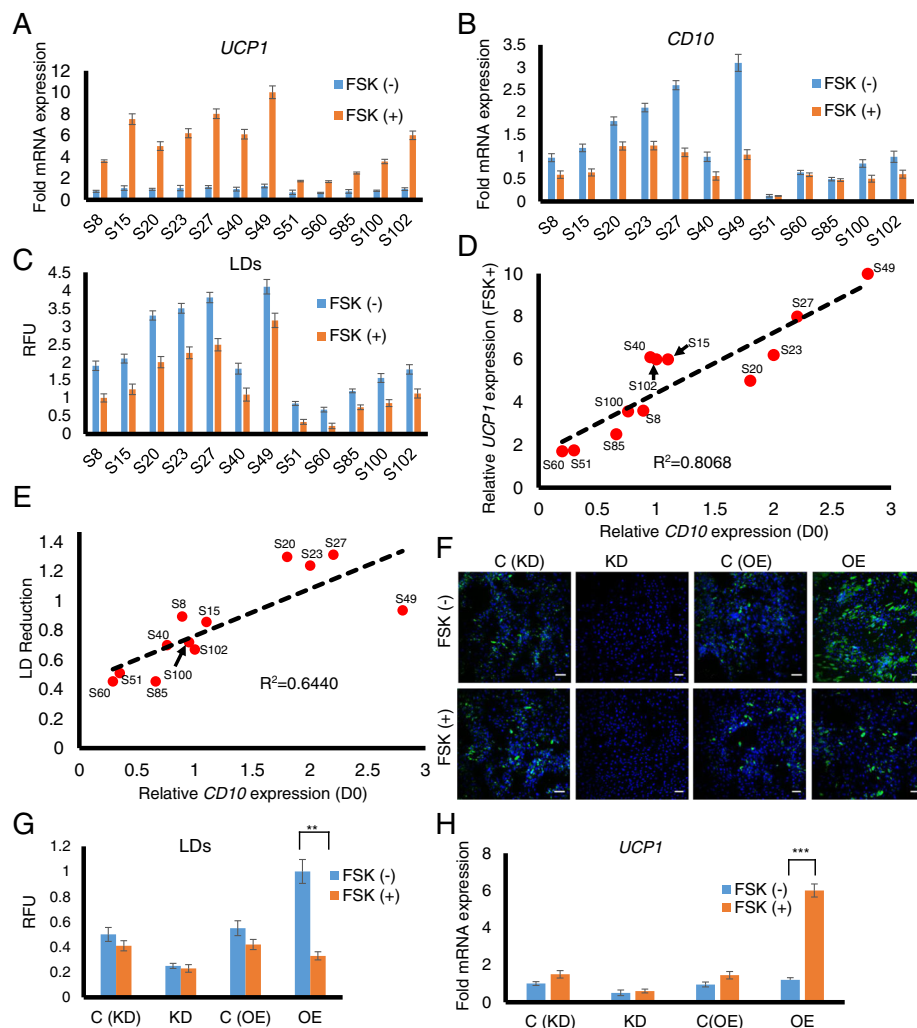 A
UCP1
Fold mRNA expression
12
10
8
6
4
2
0
FSK (-)
FSK (+)
S8 S15 S20 S23 S27 S40 S49 S51 S60 S85 S100 S102
B
CD10
Fold mRNA expression
3.5
3
2.5
2
1.5
1
0.5
0
FSK (-)
FSK (+)
S8 S15 S20 S23 S27 S40 S49 S51 S60 S85 S100 S102
C
LDs
RFU
4.5
4
3.5
3
2.5
2
1.5
1
0.5
0
FSK (-)
FSK (+)
S8 S15 S20 S23 S27 S40 S49 S51 S60 S85 S100 S102
D
Relative UCP1 expression (FSK+)
10
8
6
4
2
0
S49
S27
S40
S15
S23
S102
S20
S100
S8
S85
S60
S51
R²=0.8068
0 0.5 1 1.5 2 2.5 3
Relative CD10 expression (D0)
E
LD Reduction
1.4
1.2
1
0.8
0.6
0.4
0.2
0
S20
S27
S23
S8
S15
S49
S40
S102
S100
S51
S60
S85
R²=0.6440
0 0.5 1 1.5 2 2.5 3
Relative CD10 expression (D0)
F
C (KD) KD C (OE) OE
FSK (-)
FSK (+)
G
LDs
RFU
1
0.8
0.6
0.4
0.2
0
**
FSK (-)
FSK (+)
C (KD) KD C (OE) OE
H
UCP1
Fold mRNA expression
8
6
4
2
0
***
FSK (-)
FSK (+)
C (KD) KD C(OE) OE